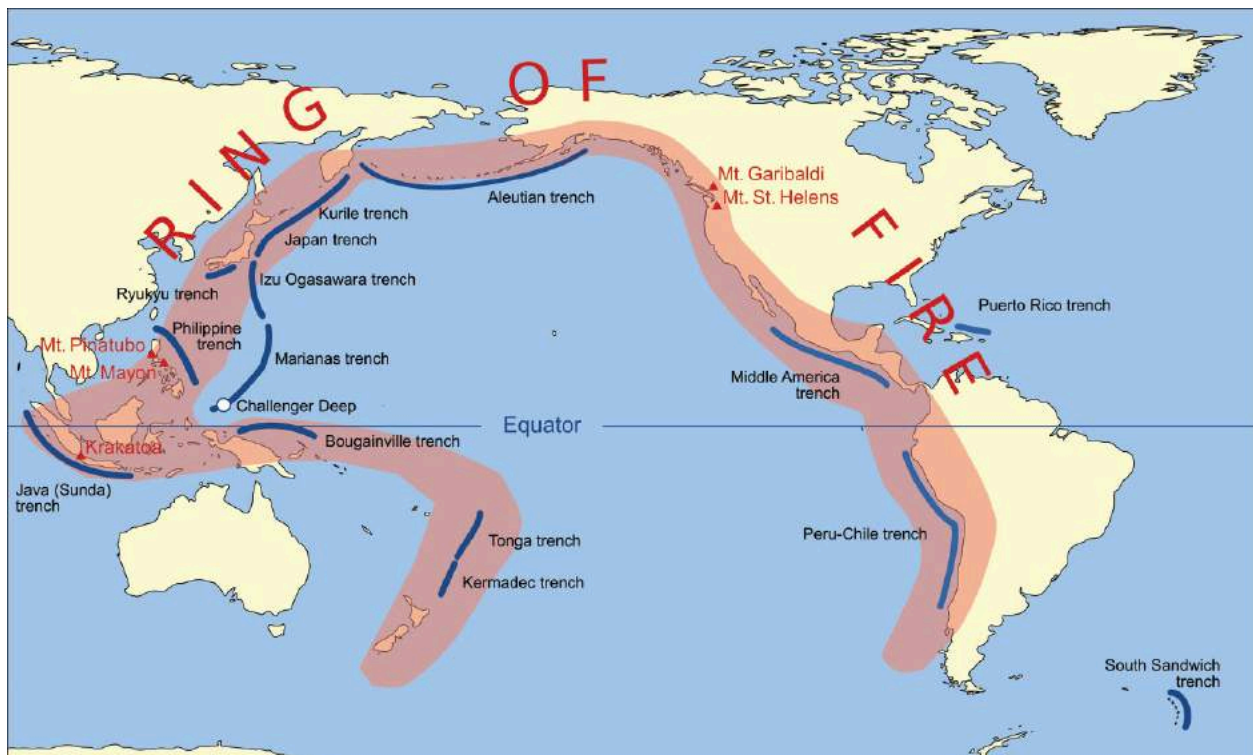 RING OF FIRE
Mt. Garibaldi
Mt. St. Helens
Aleutian trench
Kurile trench
Japan trench
Izu Ogasawara trench
Ryukyu trench
Puerto Rico trench
Philippine
trench
Mt. Pinatubo
Mt. Mayon
Marianas trench
Middle America
trench
Challenger Deep
Equator
Bougainville trench
Krakatoa
Java (Sunda)
trench
Peru-Chile trench
Tonga trench
Kermadec trench
South Sandwich
trench